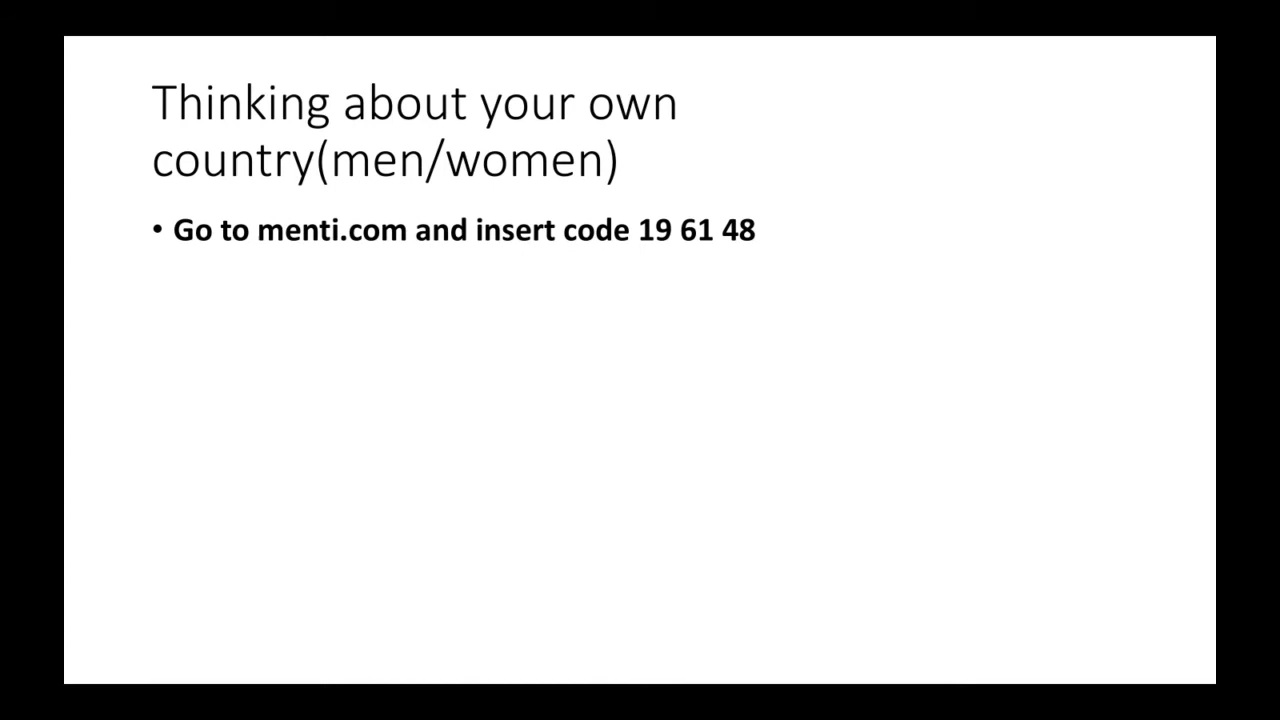 Thinking about your own
country(men/women)
• Go to menti.com and insert code 19 61 48